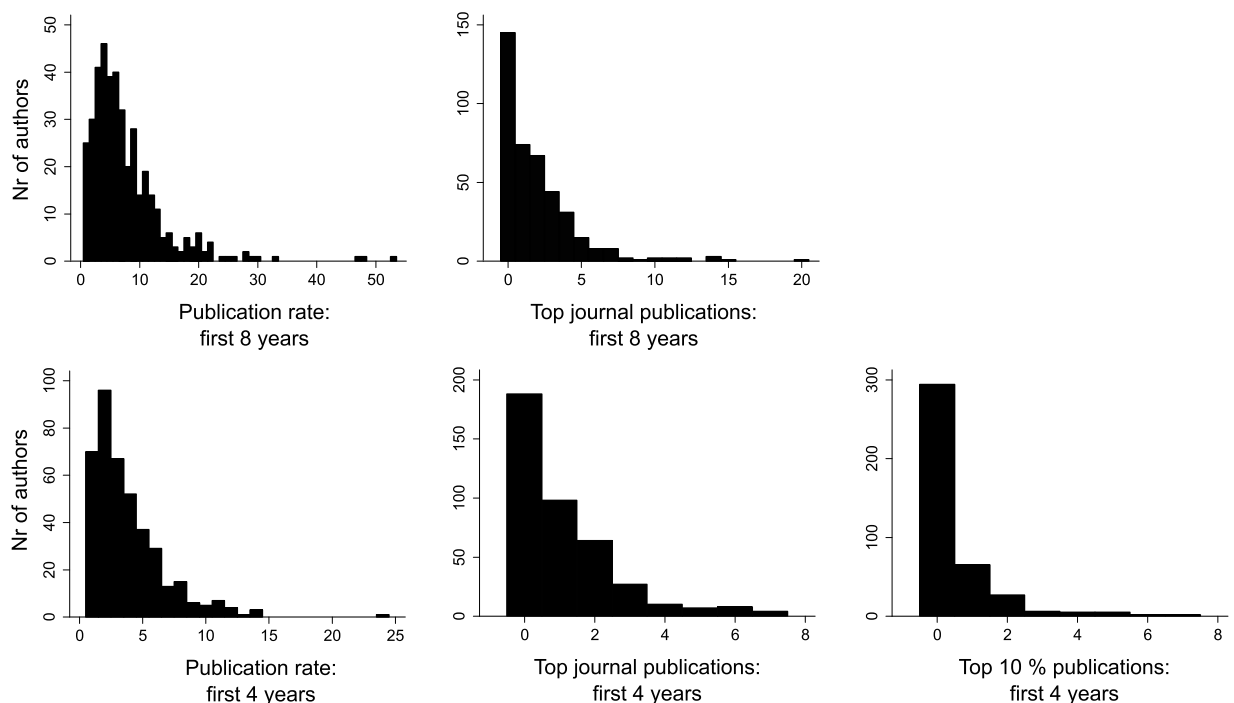 Nr of authors
0 10 20 30 40 50
0 10 20 30 40 50
Publication rate:
first 8 years
0 50 100 150
0 5 10 15 20
Top journal publications:
first 8 years
Nr of authors
0 20 40 60 80 100
0 5 10 15 20 25
Publication rate:
first 4 years
0 50 100 150 200
0 2 4 6 8
Top journal publications:
first 4 years
0 100 200 300
0 2 4 6 8
Top 10 % publications:
first 4 years